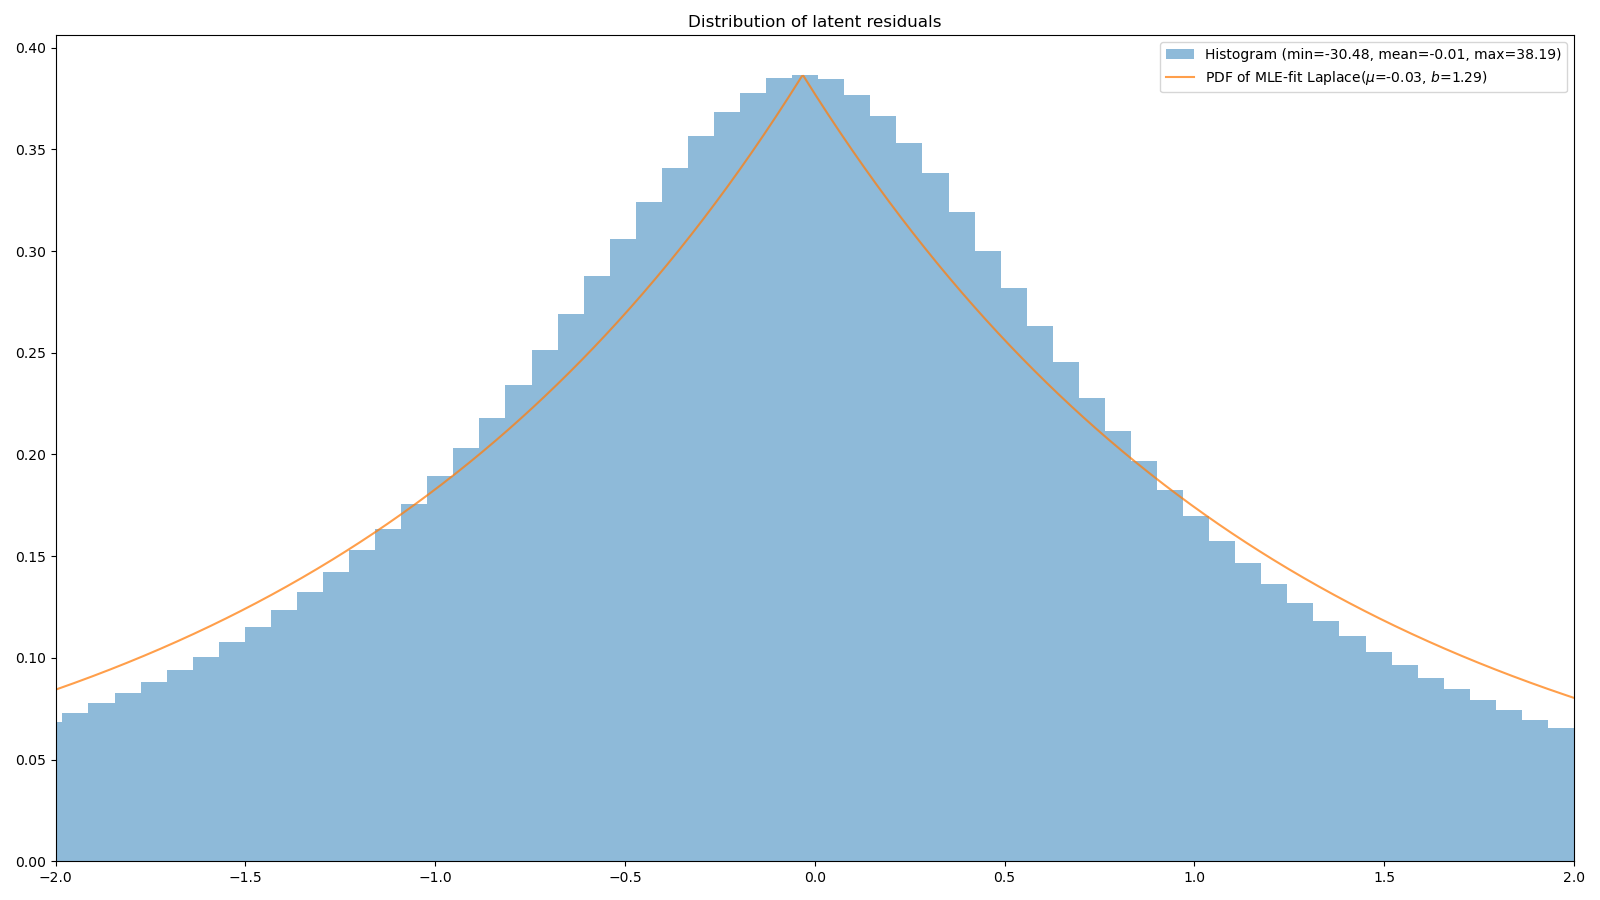 Distribution of latent residuals
Histogram (min=-30.48, mean=-0.01, max=38.19)
PDF of MLE-fit Laplace(μ=-0.03, b=1.29)
0.40
0.35
0.30
0.25
0.20
0.15
0.10
0.05
0.00
−2.0 −1.5 −1.0 −0.5 0.0 0.5 1.0 1.5 2.0